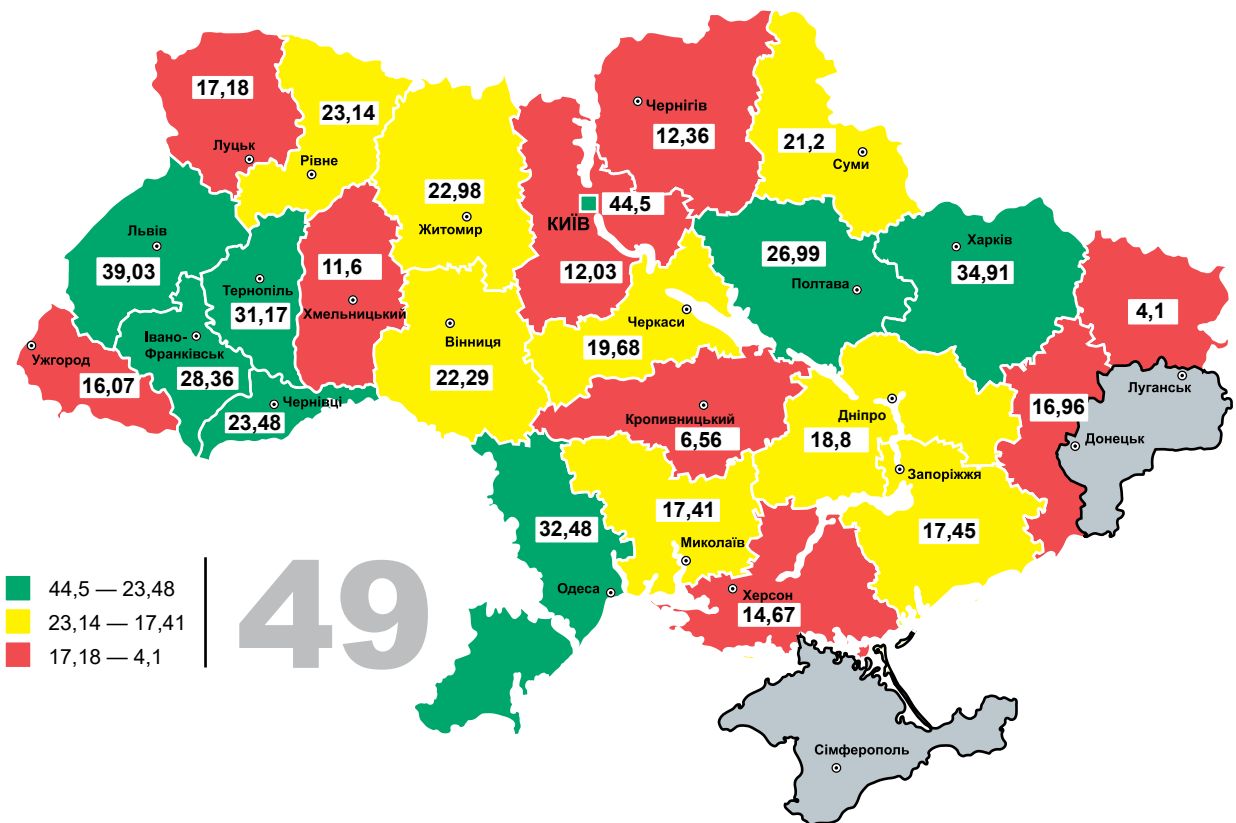 17,18
Луцьк
23,14
Рівне
22,98
Житомир
Чернігів
12,36
21,2
Суми
44,5
КИЇВ
12,03
Львів
39,03
Тернопіль
31,17
11,6
Хмельницький
Івано-
Франківськ
28,36
Ужгород
16,07
Чернівці
23,48
Вінниця
22,29
Черкаси
19,68
26,99
Полтава
Харків
34,91
4,1
Луганськ
16,96
Донецьк
Кропивницький
6,56
Дніпро
18,8
Запоріжжя
17,45
32,48
Одеса
17,41
Миколаїв
Херсон
14,67
Сімферополь
44,5 — 23,48
23,14 — 17,41
17,18 — 4,1
49